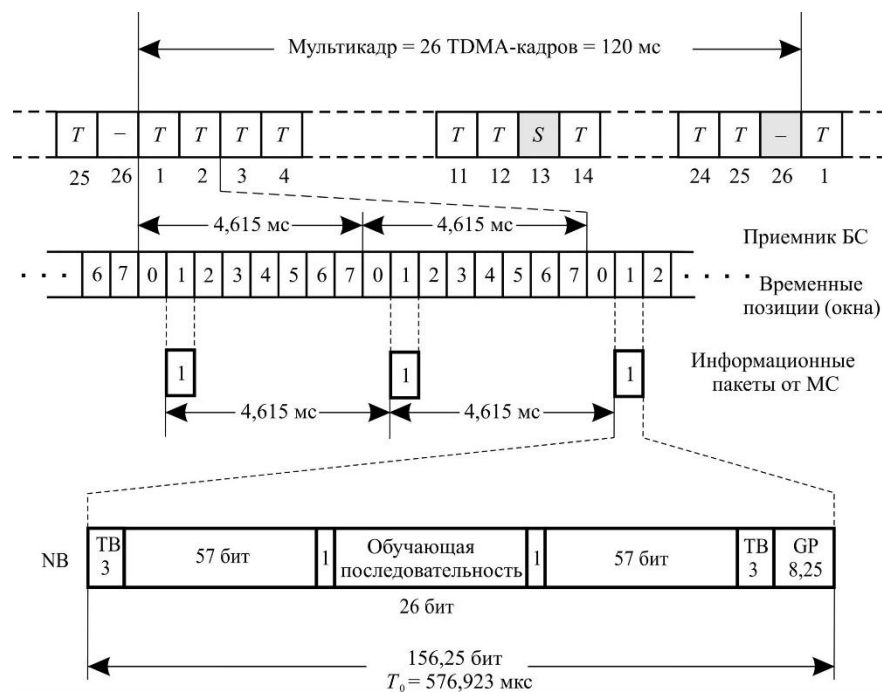 Мультикадр = 26 TDMA-кадров = 120 мс
T – T T T T T T S T T T – T
25 26 1 2 3 4 11 12 13 14 24 25 26 1
4,615 мс 4,615 мс
Приемник БС
· · · 6 7 0 1 2 3 4 5 6 7 0 1 2 3 4 5 6 7 0 1 2 · · · ·
Временные
позиции (окна)
1 1 1
Информационные
пакеты от МС
4,615 мс 4,615 мс
NB
ТВ
3
57 бит
1
Обучающая
последовательность
1
57 бит
ТВ
3
GP
8,25
26 бит
156,25 бит
T₀ = 576,923 мкс